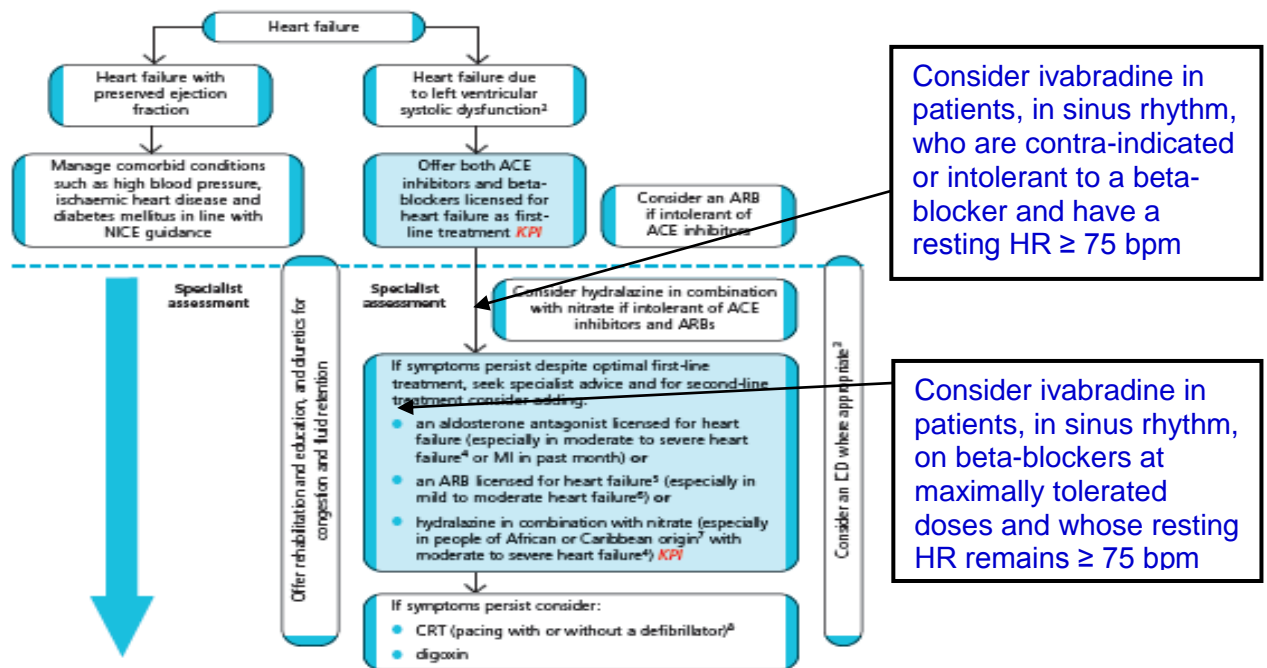 Heart failure
Heart failure with
preserved ejection
fraction
Heart failure due
to left ventricular
systolic dysfunction²
Manage comorbid conditions
such as high blood pressure,
ischaemic heart disease and
diabetes mellitus in line with
NICE guidance
Offer both ACE
inhibitors and beta-
blockers licensed for
heart failure as first-
line treatment KPI
Consider an ARB
if intolerant of
ACE inhibitors
Consider ivabradine in
patients, in sinus rhythm,
who are contra-indicated
or intolerant to a beta-
blocker and have a
resting HR ≥ 75 bpm
Specialist
assessment
Offer rehabilitation and education, and diuretics for
congestion and fluid retention
Specialist
assessment
Consider hydralazine in combination
with nitrate if intolerant of ACE
inhibitors and ARBs
Consider an ICD where appropriate³
If symptoms persist despite optimal first-line
treatment, seek specialist advice and for second-line
treatment consider adding:
● an aldosterone antagonist licensed for heart
failure (especially in moderate to severe heart
failure⁴ or MI in past month) or
● an ARB licensed for heart failure⁵ (especially in
mild to moderate heart failure⁶) or
● hydralazine in combination with nitrate (especially
in people of African or Caribbean origin⁷ with
moderate to severe heart failure⁴) KPI
Consider ivabradine in
patients, in sinus rhythm,
on beta-blockers at
maximally tolerated
doses and whose resting
HR remains ≥ 75 bpm
If symptoms persist consider:
● CRT (pacing with or without a defibrillator)⁸
● digoxin